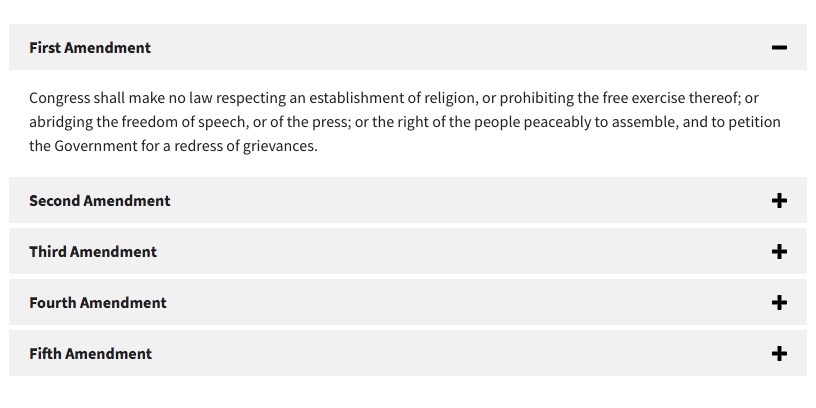 First Amendment
Congress shall make no law respecting an establishment of religion, or prohibiting the free exercise thereof; or
abridging the freedom of speech, or of the press; or the right of the people peaceably to assemble, and to petition
the Government for a redress of grievances.
Second Amendment
Third Amendment
Fourth Amendment
Fifth Amendment